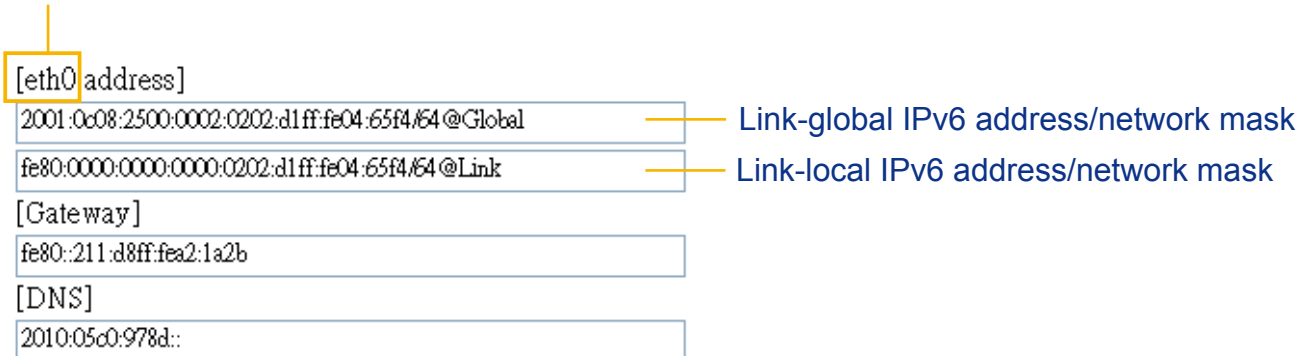 [eth0 address]
2001:0c08:2500:0002:0202:d1ff:fe04:65f4/64@Global
Link-global IPv6 address/network mask
fe80:0000:0000:0000:0202:d1ff:fe04:65f4/64@Link
Link-local IPv6 address/network mask
[Gateway]
fe80::211:d8ff:fea2:1a2b
[DNS]
2010:05c0:978d::